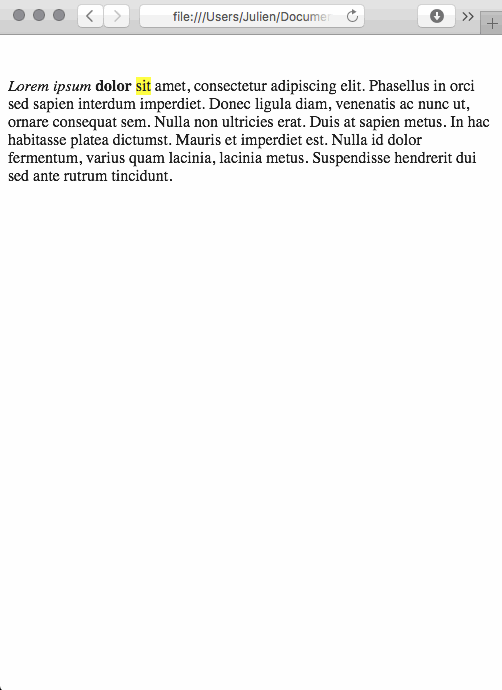 file:///Users/Julien/Docume
Lorem ipsum dolor sit amet, consectetur adipiscing elit. Phasellus in orci
sed sapien interdum imperdiet. Donec ligula diam, venenatis ac nunc ut,
ornare consequat sem. Nulla non ultricies erat. Duis at sapien metus. In hac
habitasse platea dictumst. Mauris et imperdiet est. Nulla id dolor
fermentum, varius quam lacinia, lacinia metus. Suspendisse hendrerit dui
sed ante rutrum tincidunt.